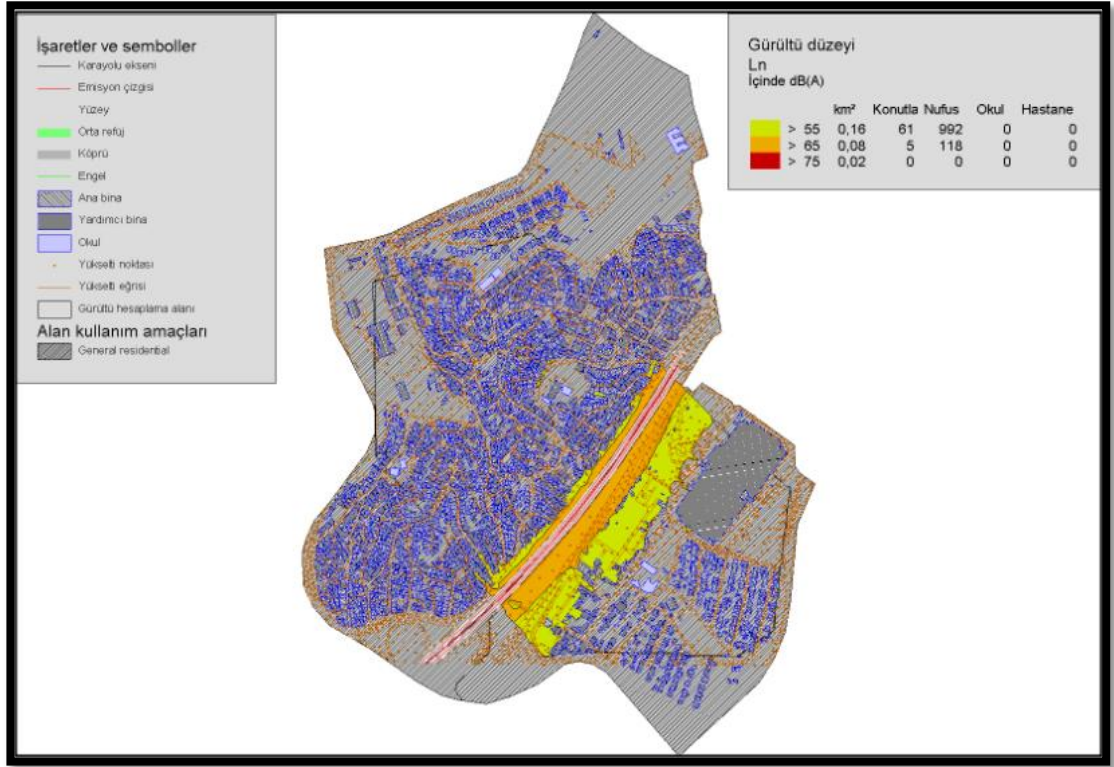 İşaretler ve semboller
Karayolu ekseni
Emisyon çizgisi
Yüzey
Orta refüj
Köprü
Engel
Ana bina
Yardımcı bina
Okul
Yükselti noktası
Yükselti eğrisi
Gürültü hesaplama alanı
Alan kullanım amaçları
General residential
Gürültü düzeyi
Ln
İçinde dB(A)
km² Konutla Nufus Okul Hastane
> 55 0,16 61 992 0 0
> 65 0,08 5 118 0 0
> 75 0,02 0 0 0 0